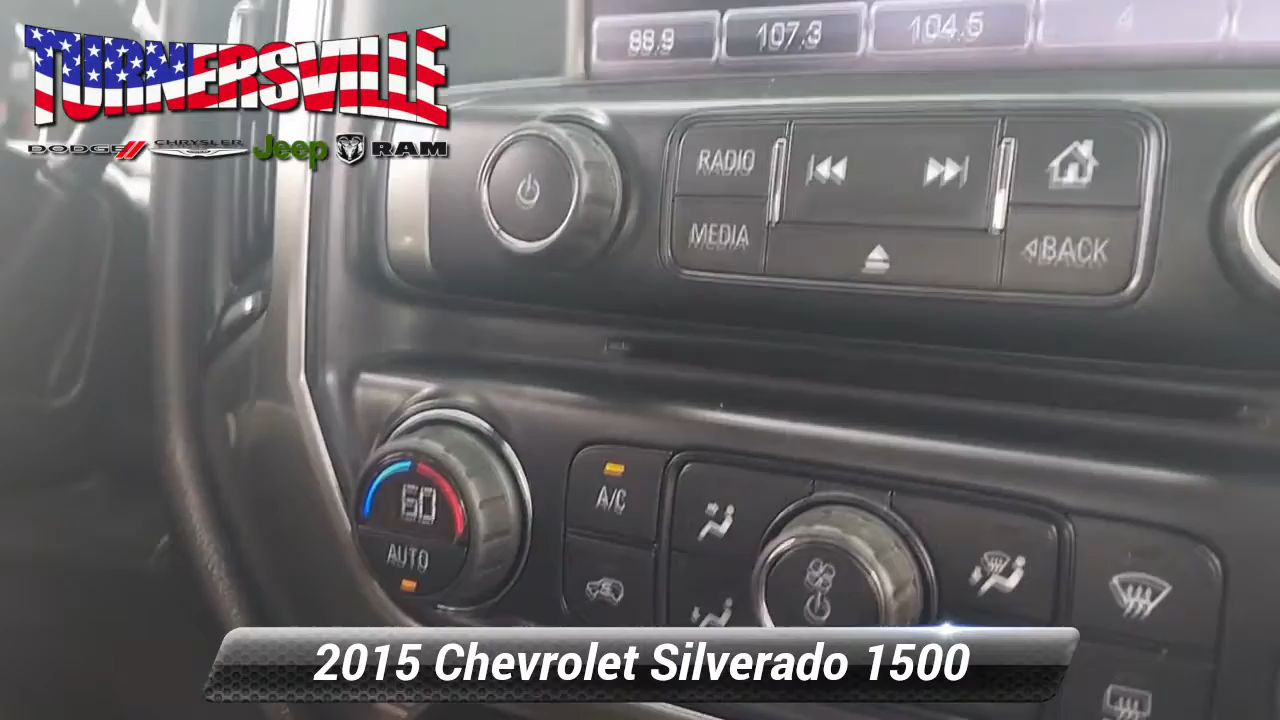 TURNERSVILLE
DODGE CHRYSLER Jeep RAM
88.9 107.3 104.5 4
RADIO
MEDIA
BACK
60
AUTO
A/C
2015 Chevrolet Silverado 1500